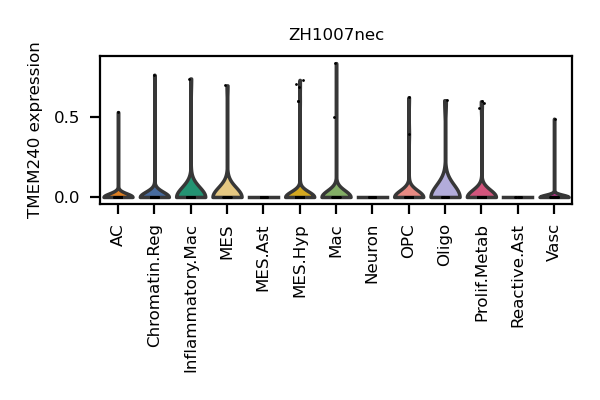 ZH1007nec
TMEM240 expression
0.5
0.0
AC
Chromatin.Reg
Inflammatory.Mac
MES
MES.Ast
MES.Hyp
Mac
Neuron
OPC
Oligo
Prolif.Metab
Reactive.Ast
Vasc